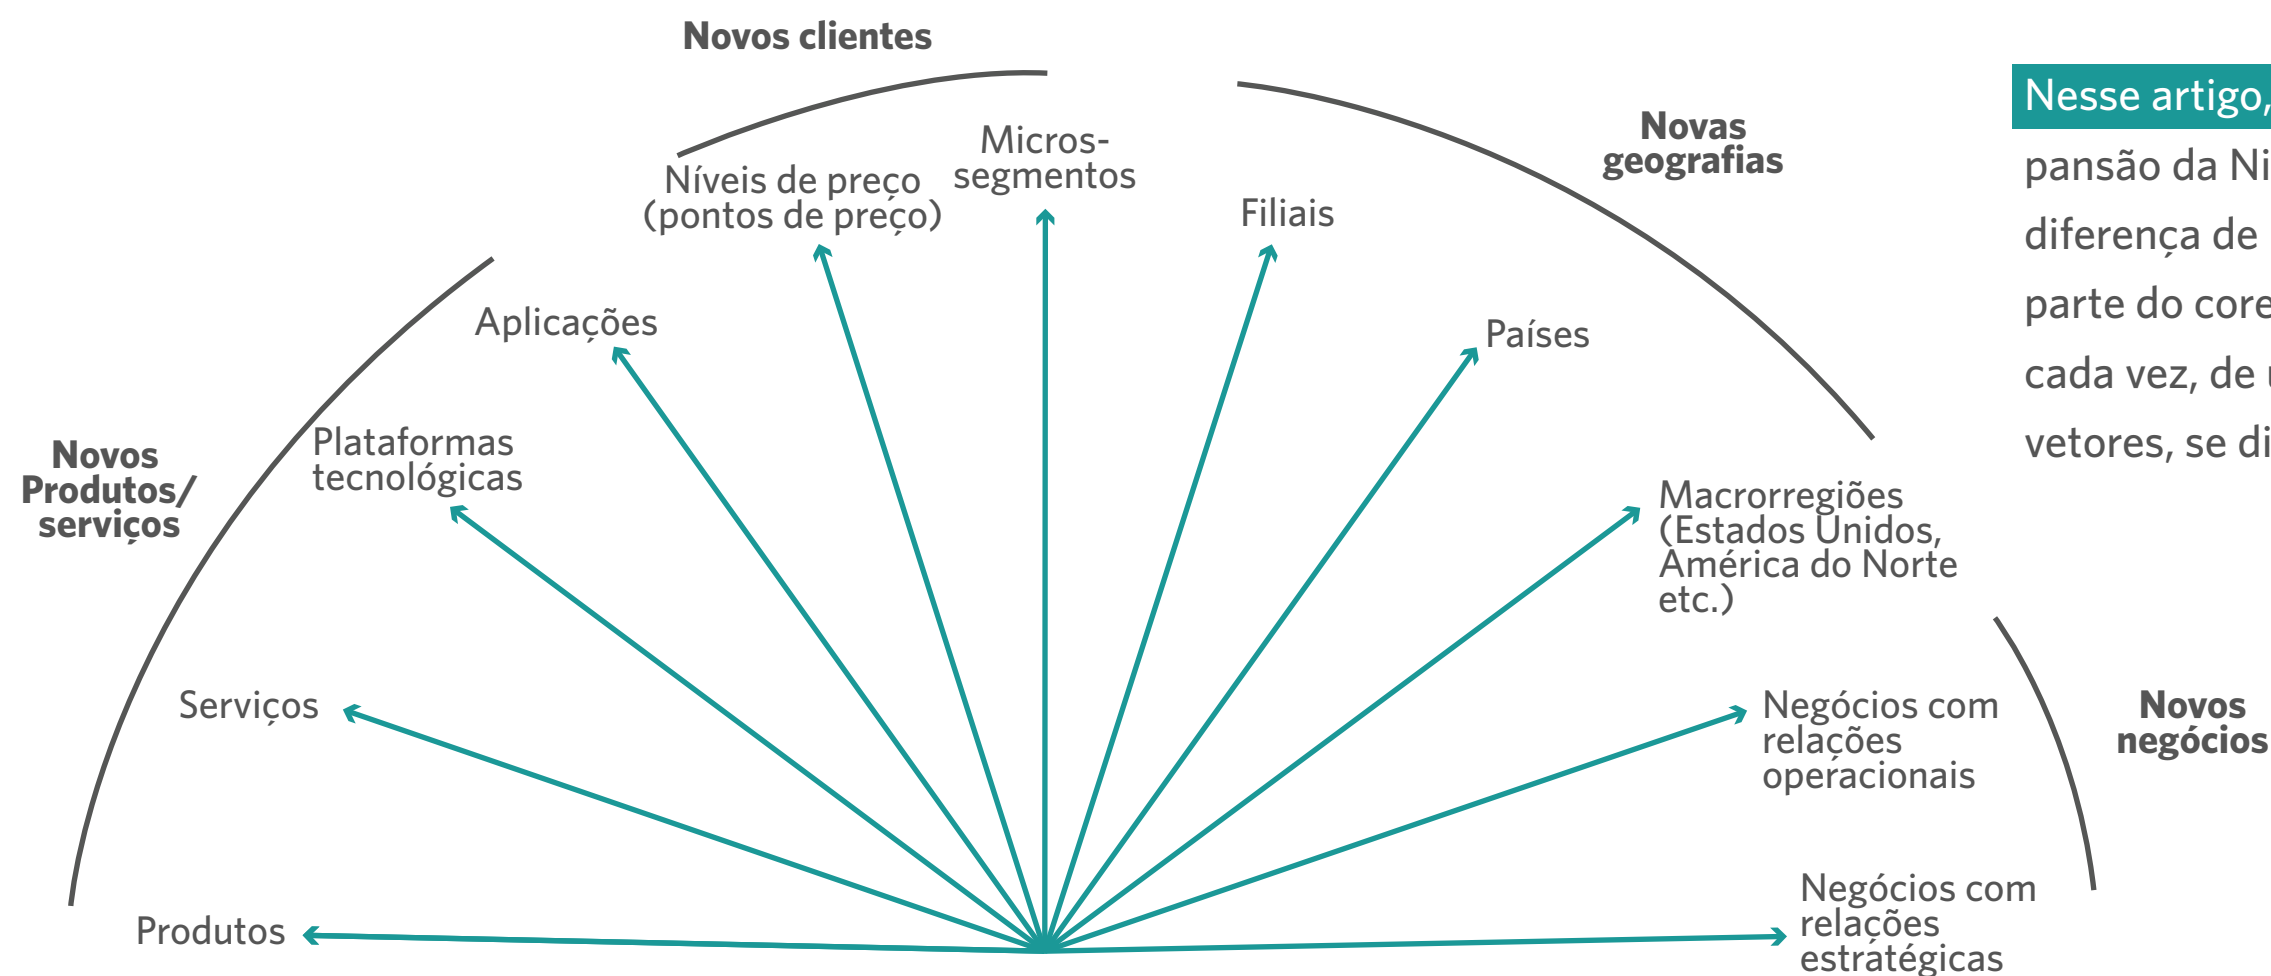 Novos clientes
Novas
geografias
Micros-
segmentos
Níveis de preço
(pontos de preço)
Filiais
Aplicações
Países
Novos
Produtos/
serviços
Plataformas
tecnológicas
Macrorregiões
(Estados Unidos,
América do Norte
etc.)
Serviços
Negócios com
relações
operacionais
Novos
negócios
Produtos
Negócios com
relações
estratégicas
Nesse artigo,
pansão da Ni
diferença de
parte do core
cada vez, de
vetores, se di